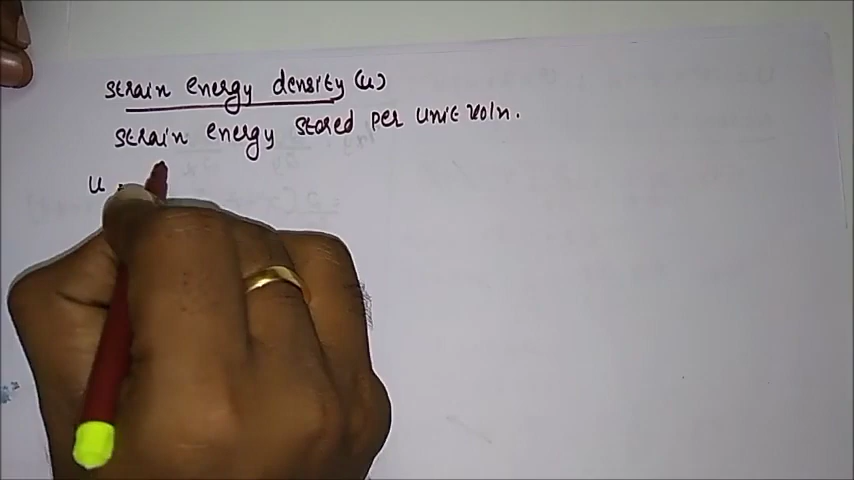 strain energy density (u)
strain energy stored per unit voln.
u =